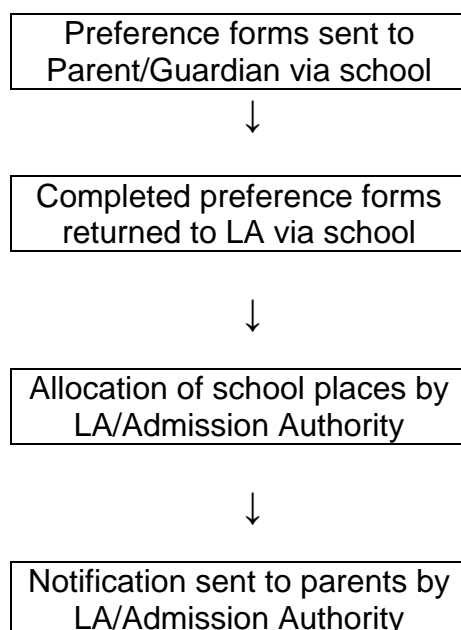 Preference forms sent to
Parent/Guardian via school
↓
Completed preference forms
returned to LA via school
↓
Allocation of school places by
LA/Admission Authority
↓
Notification sent to parents by
LA/Admission Authority